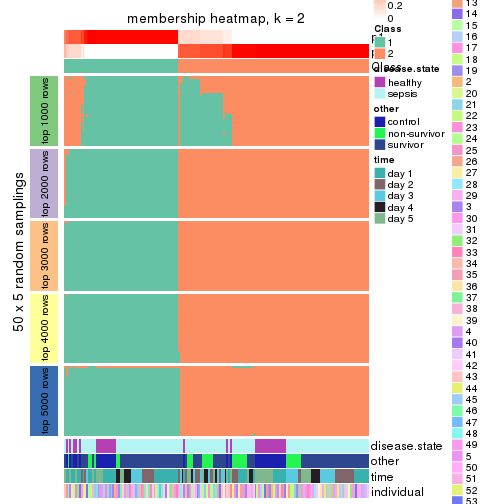 membership heatmap, k = 2
50 x 5 random samplings
top 1000 rows
top 2000 rows
top 3000 rows
top 4000 rows
top 5000 rows
disease.state
other
time
individual
0.2
0
Class
1
2
disease.state
healthy
sepsis
other
control
non-survivor
survivor
time
day 1
day 2
day 3
day 4
day 5
13
14
15
16
17
18
19
2
20
21
22
23
24
25
26
27
28
29
3
30
31
32
33
34
35
36
37
38
39
4
40
41
42
43
44
45
46
47
48
49
5
50
51
52
53